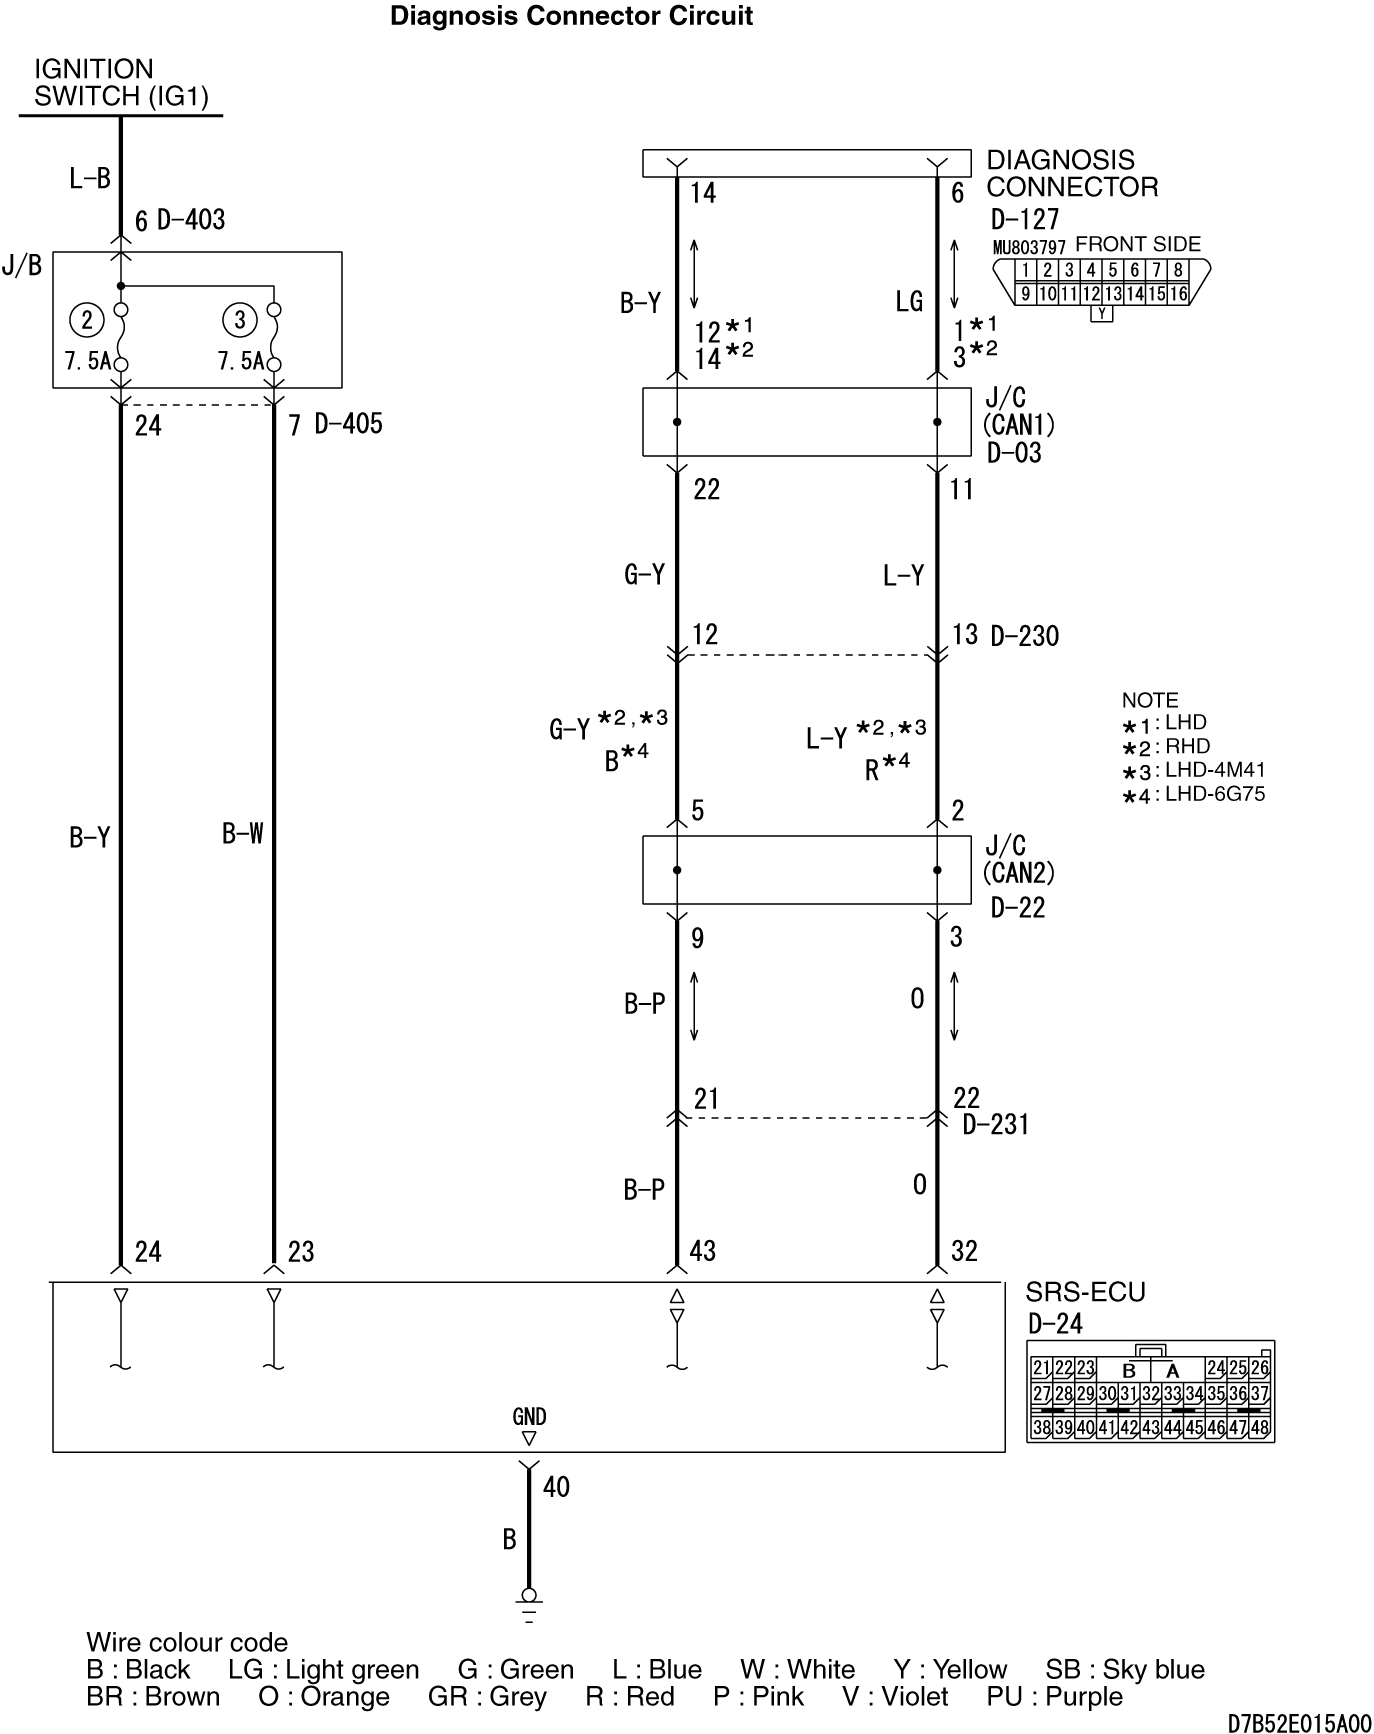 Diagnosis Connector Circuit
IGNITION
SWITCH (IG1)
L-B
6 D-403
J/B
2
3
7.5A
7.5A
24
7 D-405
B-Y
B-W
24
23
DIAGNOSIS
CONNECTOR
D-127
MU803797 FRONT SIDE
1 2 3 4 5 6 7 8
9 10 11 12 13 14 15 16
Y
14
6
B-Y
LG
12*1
14*2
1*1
3*2
J/C
(CAN1)
D-03
22
11
G-Y
L-Y
12
13 D-230
G-Y *2,*3
B*4
L-Y *2,*3
R*4
NOTE
*1: LHD
*2: RHD
*3: LHD-4M41
*4: LHD-6G75
5
2
J/C
(CAN2)
D-22
9
3
B-P
O
21
22
D-231
B-P
O
43
32
SRS-ECU
D-24
21 22 23 B A 24 25 26
27 28 29 30 31 32 33 34 35 36 37
38 39 40 41 42 43 44 45 46 47 48
GND
40
B
Wire colour code
B : Black LG : Light green G : Green L : Blue W : White Y : Yellow SB : Sky blue
BR : Brown O : Orange GR : Grey R : Red P : Pink V : Violet PU : Purple
D7B52E015A00